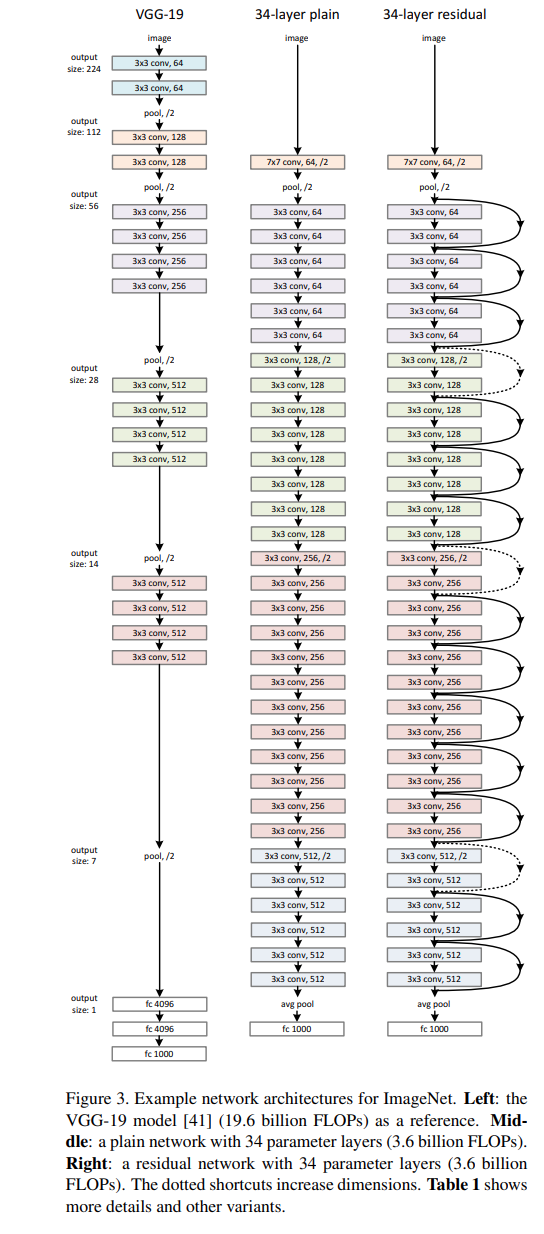 output
size: 224
output
size: 112
output
size: 56
output
size: 28
output
size: 14
output
size: 7
output
size: 1
VGG-19
image
3x3 conv, 64
3x3 conv, 64
pool, /2
3x3 conv, 128
3x3 conv, 128
pool, /2
3x3 conv, 256
3x3 conv, 256
3x3 conv, 256
3x3 conv, 256
pool, /2
3x3 conv, 512
3x3 conv, 512
3x3 conv, 512
3x3 conv, 512
pool, /2
3x3 conv, 512
3x3 conv, 512
3x3 conv, 512
3x3 conv, 512
pool, /2
fc 4096
fc 4096
fc 1000
34-layer plain
image
7x7 conv, 64, /2
pool, /2
3x3 conv, 64
3x3 conv, 64
3x3 conv, 64
3x3 conv, 64
3x3 conv, 64
3x3 conv, 64
3x3 conv, 128, /2
3x3 conv, 128
3x3 conv, 128
3x3 conv, 128
3x3 conv, 128
3x3 conv, 128
3x3 conv, 128
3x3 conv, 128
3x3 conv, 256, /2
3x3 conv, 256
3x3 conv, 256
3x3 conv, 256
3x3 conv, 256
3x3 conv, 256
3x3 conv, 256
3x3 conv, 256
3x3 conv, 256
3x3 conv, 256
3x3 conv, 256
3x3 conv, 256
3x3 conv, 512, /2
3x3 conv, 512
3x3 conv, 512
3x3 conv, 512
3x3 conv, 512
3x3 conv, 512
avg pool
fc 1000
34-layer residual
image
7x7 conv, 64, /2
pool, /2
3x3 conv, 64
3x3 conv, 64
3x3 conv, 64
3x3 conv, 64
3x3 conv, 64
3x3 conv, 64
3x3 conv, 128, /2
3x3 conv, 128
3x3 conv, 128
3x3 conv, 128
3x3 conv, 128
3x3 conv, 128
3x3 conv, 128
3x3 conv, 128
3x3 conv, 256, /2
3x3 conv, 256
3x3 conv, 256
3x3 conv, 256
3x3 conv, 256
3x3 conv, 256
3x3 conv, 256
3x3 conv, 256
3x3 conv, 256
3x3 conv, 256
3x3 conv, 256
3x3 conv, 256
3x3 conv, 512, /2
3x3 conv, 512
3x3 conv, 512
3x3 conv, 512
3x3 conv, 512
3x3 conv, 512
avg pool
fc 1000
Figure 3. Example network architectures for ImageNet. Left: the
VGG-19 model [41] (19.6 billion FLOPs) as a reference. Mid-
dle: a plain network with 34 parameter layers (3.6 billion FLOPs).
Right: a residual network with 34 parameter layers (3.6 billion
FLOPs). The dotted shortcuts increase dimensions. Table 1 shows
more details and other variants.